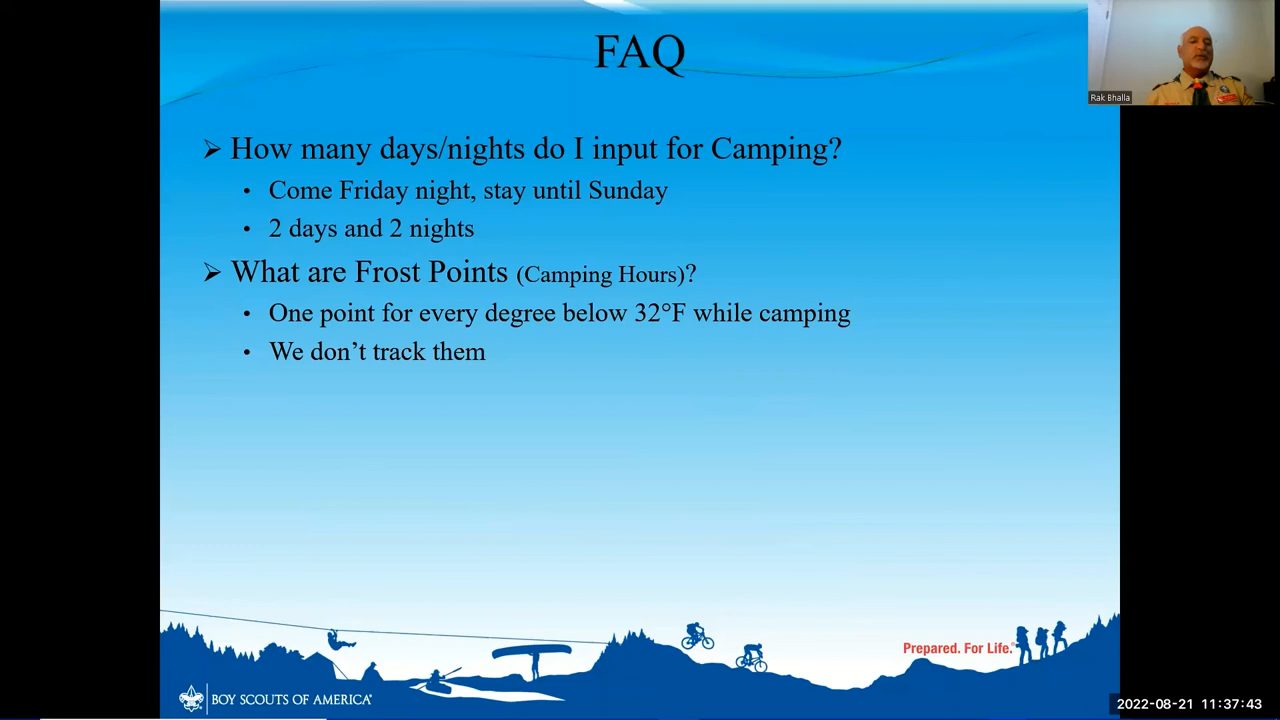 FAQ
Rak Bhalla
➢ How many days/nights do I input for Camping?
• Come Friday night, stay until Sunday
• 2 days and 2 nights
➢ What are Frost Points (Camping Hours)?
• One point for every degree below 32°F while camping
• We don’t track them
Prepared. For Life.®
BOY SCOUTS OF AMERICA®
2022-08-21 11:37:43